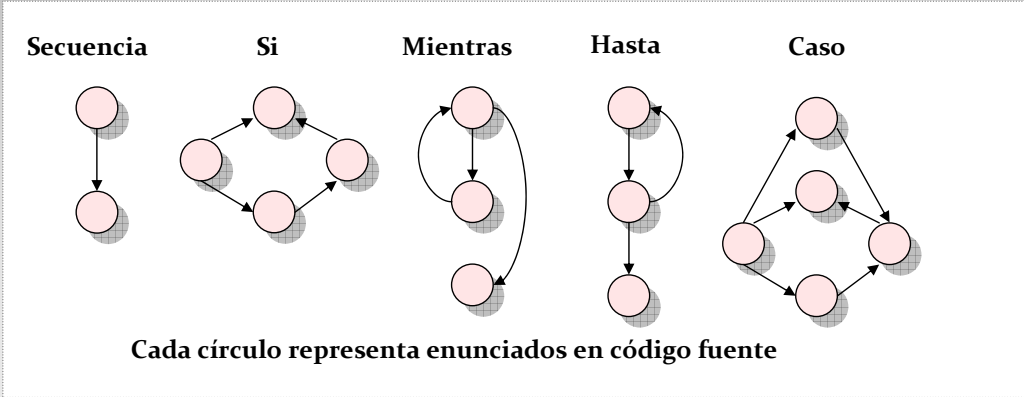 Secuencia
Si
Mientras
Hasta
Caso
Cada círculo representa enunciados en código fuente